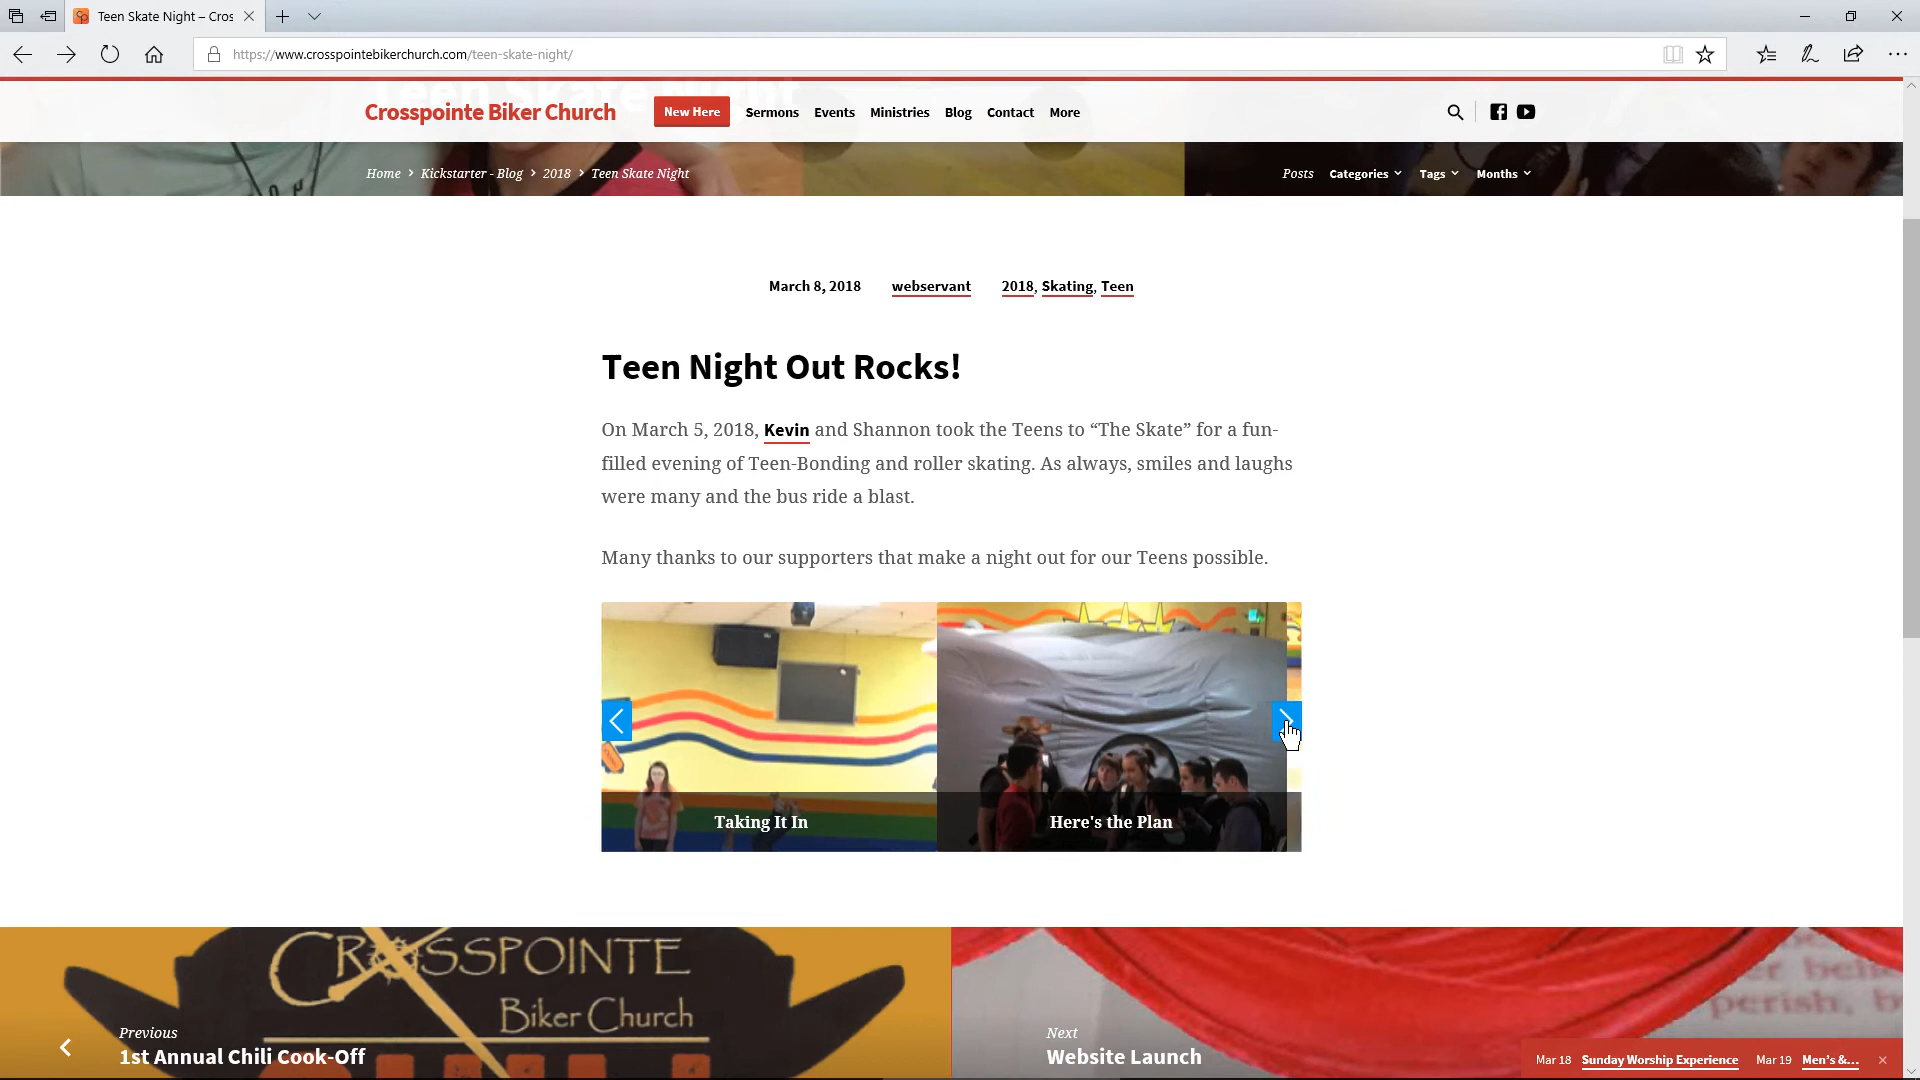 Teen Skate Night – Cros
https://www.crosspointebikerchurch.com/teen-skate-night/
Teen Skate Night
Crosspointe Biker Church
New Here Sermons Events Ministries Blog Contact More
Home > Kickstarter - Blog > 2018 > Teen Skate Night
Posts Categories Tags Months
March 8, 2018 webservant 2018, Skating, Teen
Teen Night Out Rocks!
On March 5, 2018, Kevin and Shannon took the Teens to “The Skate” for a fun-
filled evening of Teen-Bonding and roller skating. As always, smiles and laughs
were many and the bus ride a blast.
Many thanks to our supporters that make a night out for our Teens possible.
Taking It In
Here's the Plan
CROSSPOINTE
Biker Church
Previous
1st Annual Chili Cook-Off
perish, b
Next
Website Launch
Mar 18 Sunday Worship Experience Mar 19 Men’s &...